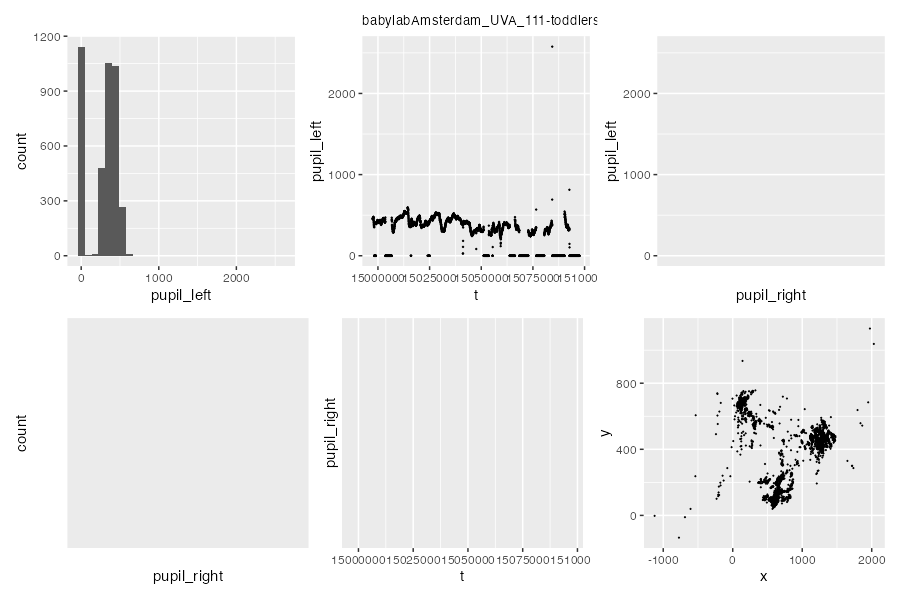 babylabAmsterdam_UVA_111-toddlers
1200
900
600
300
0
count
0
1000
2000
pupil_left
2000
1000
0
pupil_left
t
2000
1000
0
pupil_left
pupil_right
count
pupil_right
pupil_right
t
800
400
0
y
-1000
0
1000
2000
x